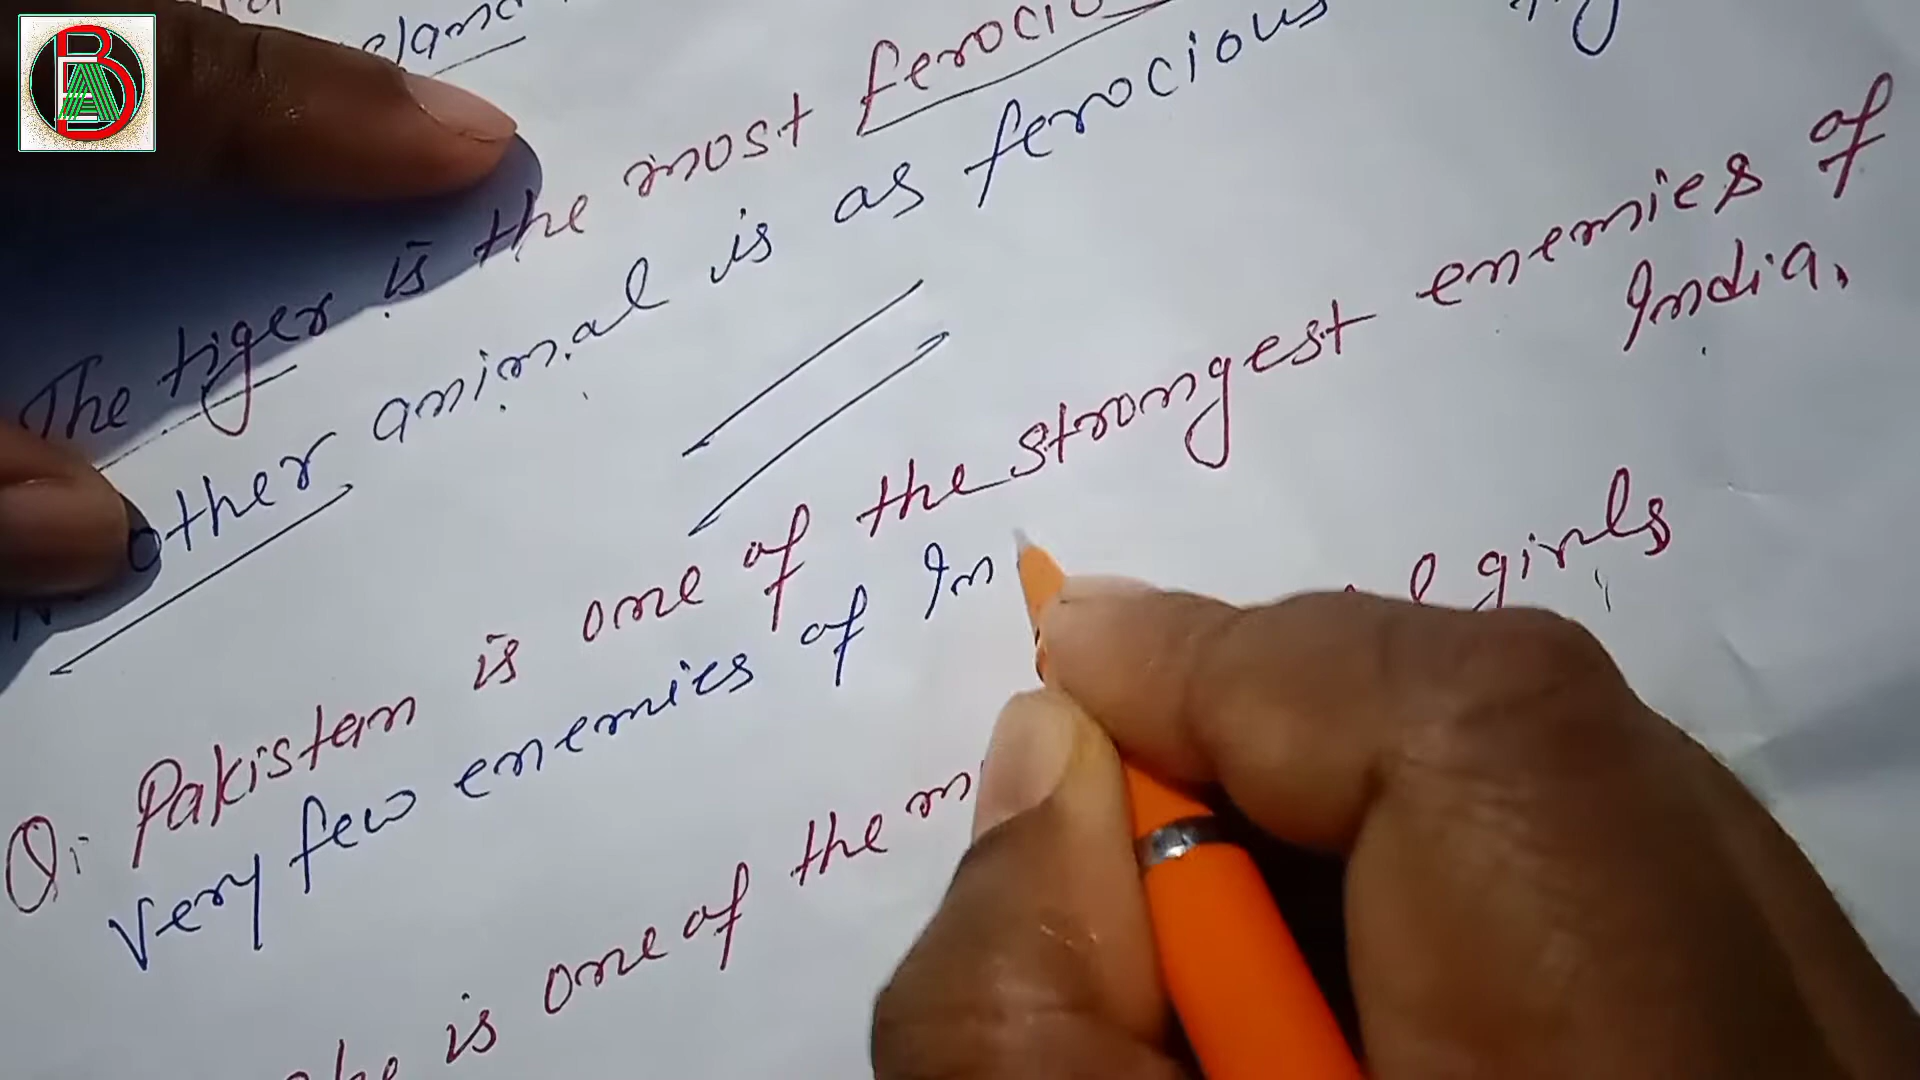 The tiger is the most
other animal is as ferocious
Q: Pakistan is one of the strongest enemies of
India.
Very few enemies of In
is one of the
girls
BA